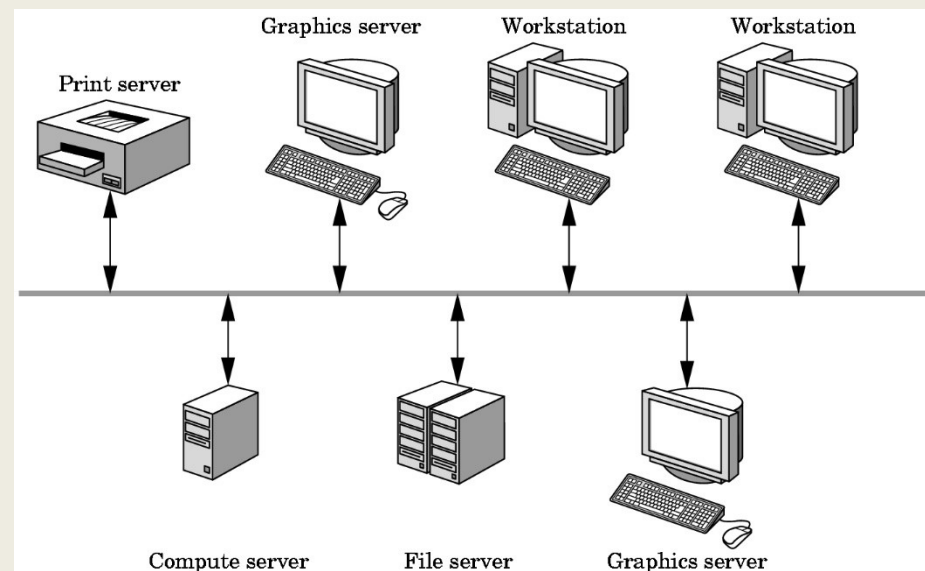 Graphics server
Workstation
Workstation
Print server
Compute server
File server
Graphics server